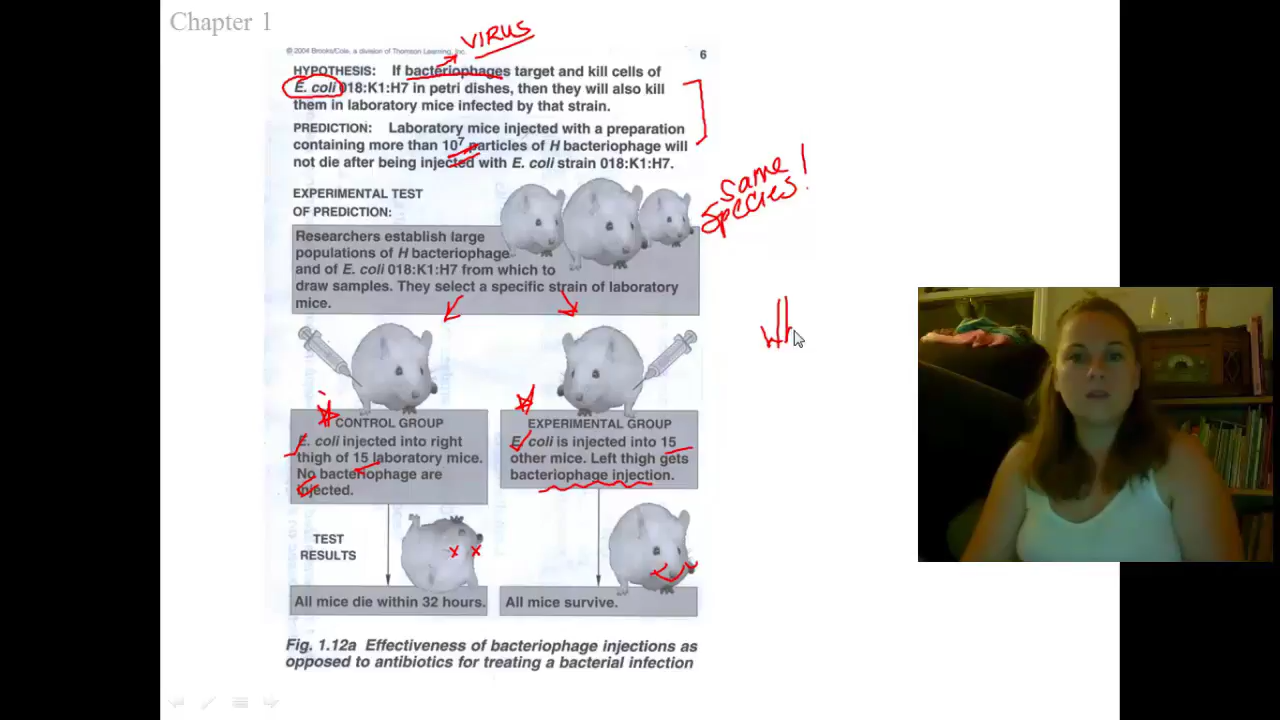 Chapter 1
VIRUS
© 2004 Brooks/Cole, a division of Thomson Learning, Inc.
6
HYPOTHESIS: If bacteriophages target and kill cells of
E. coli 018:K1:H7 in petri dishes, then they will also kill
them in laboratory mice infected by that strain.
PREDICTION: Laboratory mice injected with a preparation
containing more than 10⁷ particles of H bacteriophage will
not die after being injected with E. coli strain 018:K1:H7.
same !
species!
EXPERIMENTAL TEST
OF PREDICTION:
Researchers establish large
populations of H bacteriophage
and of E. coli 018:K1:H7 from which to
draw samples. They select a specific strain of laboratory
mice.
CONTROL GROUP
E. coli injected into right
thigh of 15 laboratory mice.
No bacteriophage are
injected.
EXPERIMENTAL GROUP
E. coli is injected into 15
other mice. Left thigh gets
bacteriophage injection.
TEST
RESULTS
x x
All mice die within 32 hours.
All mice survive.
Fig. 1.12a Effectiveness of bacteriophage injections as
opposed to antibiotics for treating a bacterial infection